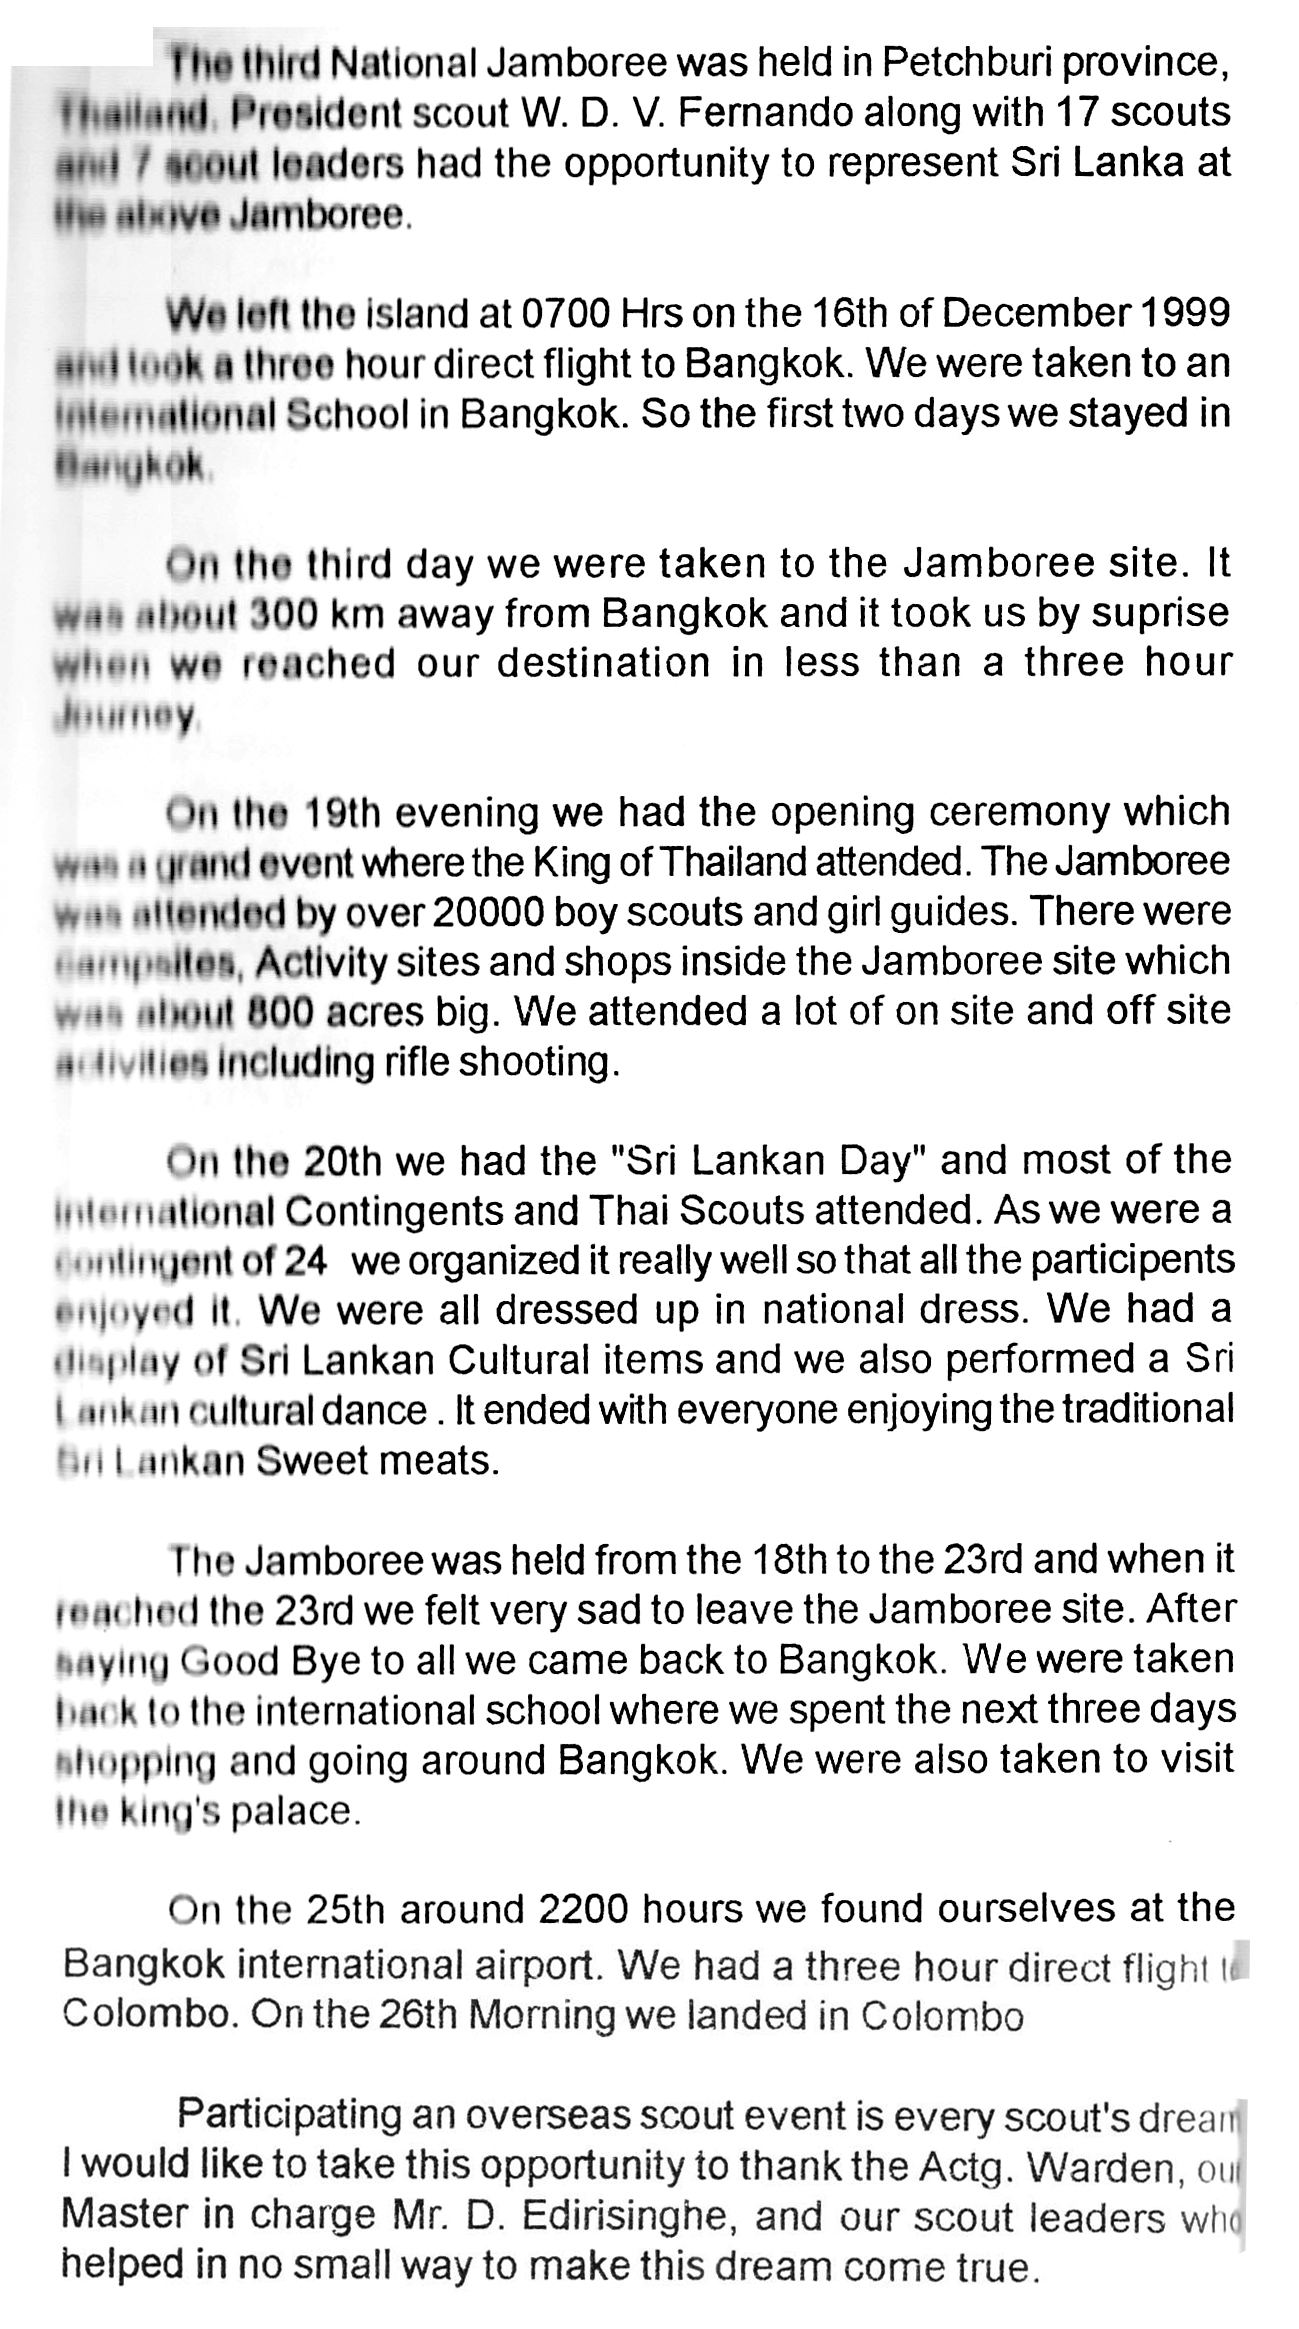 The third National Jamboree was held in Petchburi province,
Thailand. President scout W. D. V. Fernando along with 17 scouts
and 7 scout leaders had the opportunity to represent Sri Lanka at
the above Jamboree.
We left the island at 0700 Hrs on the 16th of December 1999
and took a three hour direct flight to Bangkok. We were taken to an
international School in Bangkok. So the first two days we stayed in
Bangkok.
On the third day we were taken to the Jamboree site. It
was about 300 km away from Bangkok and it took us by suprise
when we reached our destination in less than a three hour
Journey.
On the 19th evening we had the opening ceremony which
was a grand event where the King of Thailand attended. The Jamboree
was attended by over 20000 boy scouts and girl guides. There were
campsites, Activity sites and shops inside the Jamboree site which
was about 800 acres big. We attended a lot of on site and off site
activities including rifle shooting.
On the 20th we had the "Sri Lankan Day" and most of the
international Contingents and Thai Scouts attended. As we were a
contingent of 24 we organized it really well so that all the participents
enjoyed it. We were all dressed up in national dress. We had a
display of Sri Lankan Cultural items and we also performed a Sri
Lankan cultural dance . It ended with everyone enjoying the traditional
Sri Lankan Sweet meats.
The Jamboree was held from the 18th to the 23rd and when it
reached the 23rd we felt very sad to leave the Jamboree site. After
saying Good Bye to all we came back to Bangkok. We were taken
back to the international school where we spent the next three days
shopping and going around Bangkok. We were also taken to visit
the king's palace.
On the 25th around 2200 hours we found ourselves at the
Bangkok international airport. We had a three hour direct flight to
Colombo. On the 26th Morning we landed in Colombo
Participating an overseas scout event is every scout's dream
I would like to take this opportunity to thank the Actg. Warden, our
Master in charge Mr. D. Edirisinghe, and our scout leaders who
helped in no small way to make this dream come true.